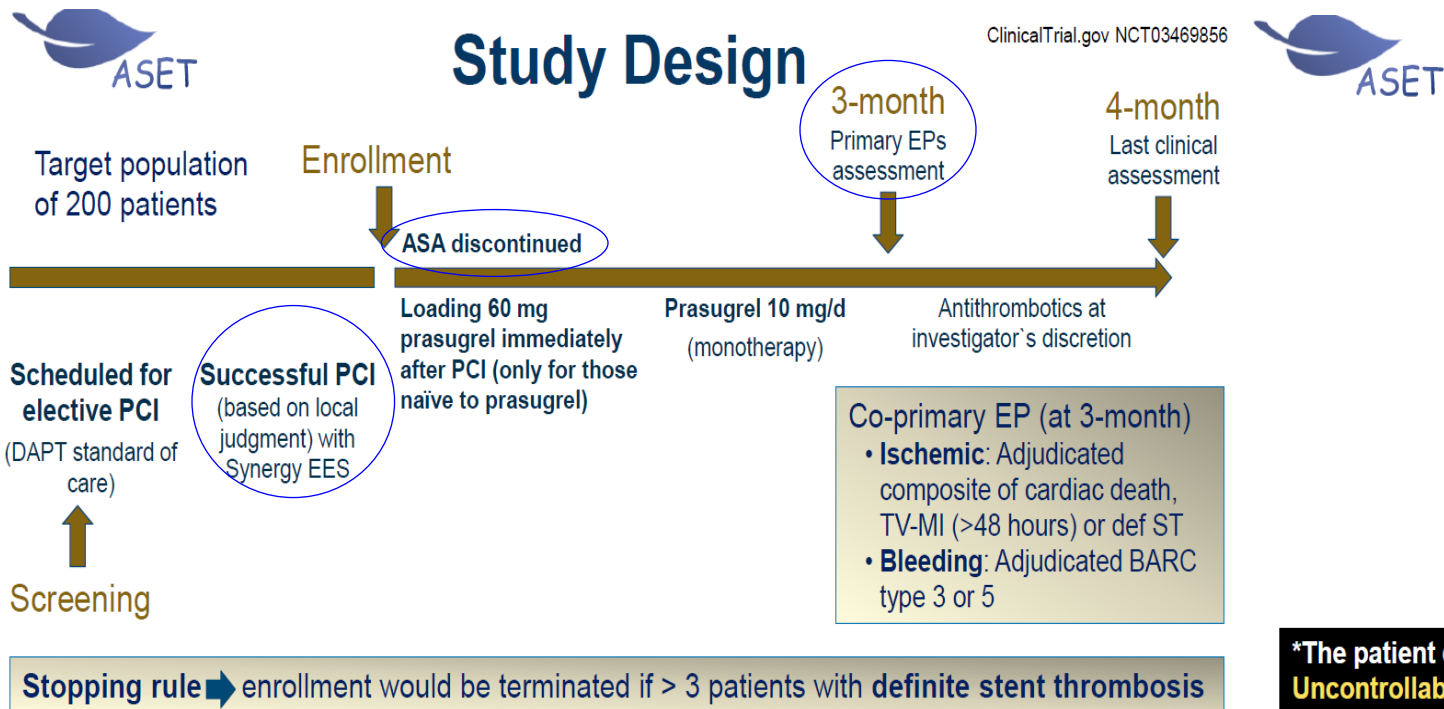 ASET
Study Design
ClinicalTrial.gov NCT03469856
ASET
Target population
of 200 patients
Enrollment
3-month
Primary EPs
assessment
4-month
Last clinical
assessment
ASA discontinued
Loading 60 mg
prasugrel immediately
after PCI (only for those
naïve to prasugrel)
Prasugrel 10 mg/d
(monotherapy)
Antithrombotics at
investigator`s discretion
Scheduled for
elective PCI
(DAPT standard of
care)
Successful PCI
(based on local
judgment) with
Synergy EES
Screening
Co-primary EP (at 3-month)
• Ischemic: Adjudicated
composite of cardiac death,
TV-MI (>48 hours) or def ST
• Bleeding: Adjudicated BARC
type 3 or 5
Stopping rule enrollment would be terminated if > 3 patients with definite stent thrombosis
*The patient
Uncontrollab